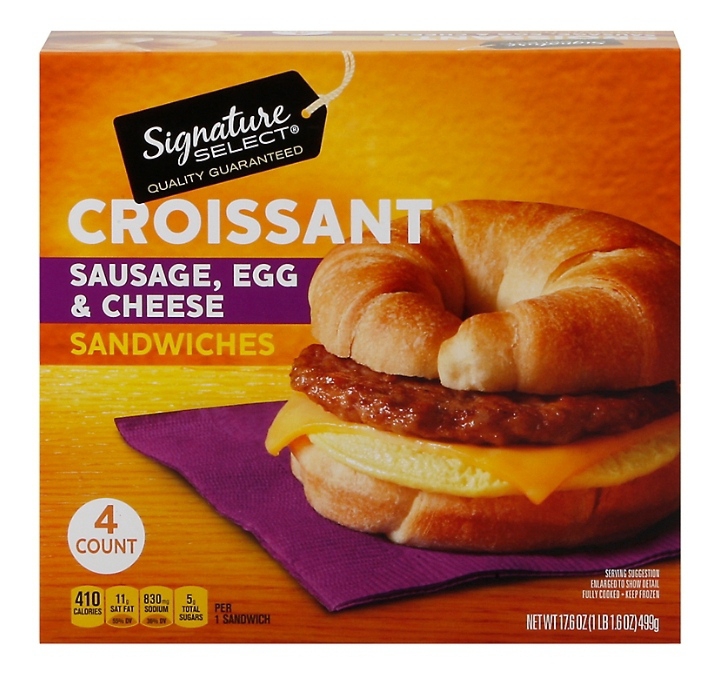 Signature
SELECT®
QUALITY GUARANTEED
CROISSANT
SAUSAGE, EGG
& CHEESE
SANDWICHES
4
COUNT
410
CALORIES
11g
SAT FAT
830mg
SODIUM
5g
TOTAL
SUGARS
PER
1 SANDWICH
SERVING SUGGESTION
ENLARGED TO SHOW DETAIL
FULLY COOKED • KEEP FROZEN
NET WT 17.6 OZ (1 LB 1.6 OZ) 499g